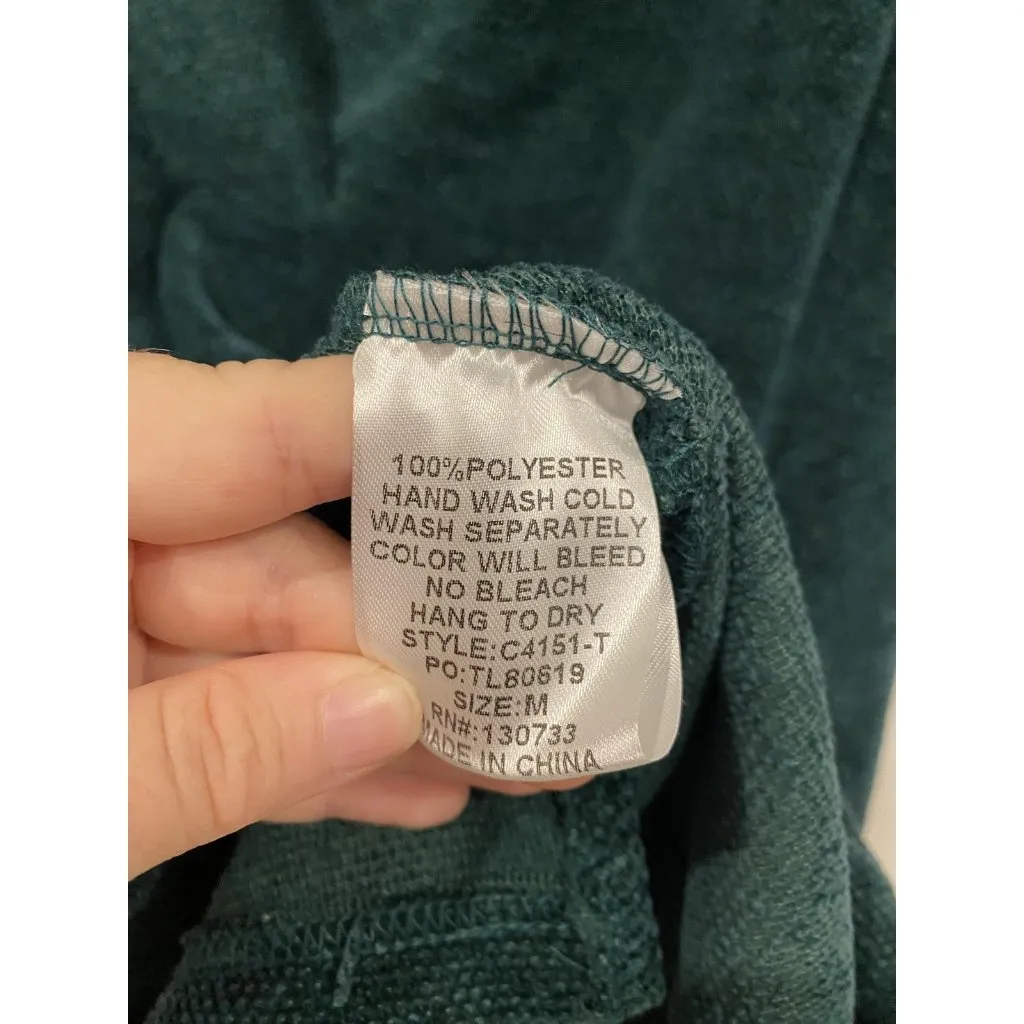 100%POLYESTER
HAND WASH COLD
WASH SEPARATELY
COLOR WILL BLEED
NO BLEACH
HANG TO DRY
STYLE:C4151-T
PO:TL80619
SIZE:M
RN#:130733
MADE IN CHINA